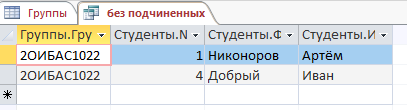 Группы без подчиненных
Группы.Гру Студенты.N Студенты.Ф Студенты.И
2ОИБАС1022 1 Никоноров Артём
2ОИБАС1022 4 Добрый Иван